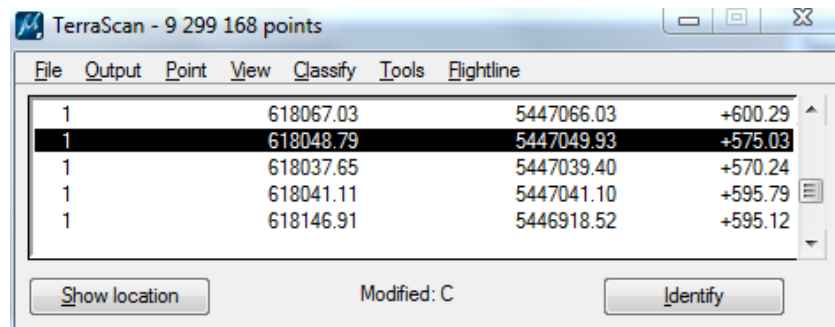 TerraScan - 9 299 168 points
File Output Point View Classify Tools Flightline
1 618067.03 5447066.03 +600.29
1 618048.79 5447049.93 +575.03
1 618037.65 5447039.40 +570.24
1 618041.11 5447041.10 +595.79
1 618146.91 5446918.52 +595.12
Show location Modified: C Identify